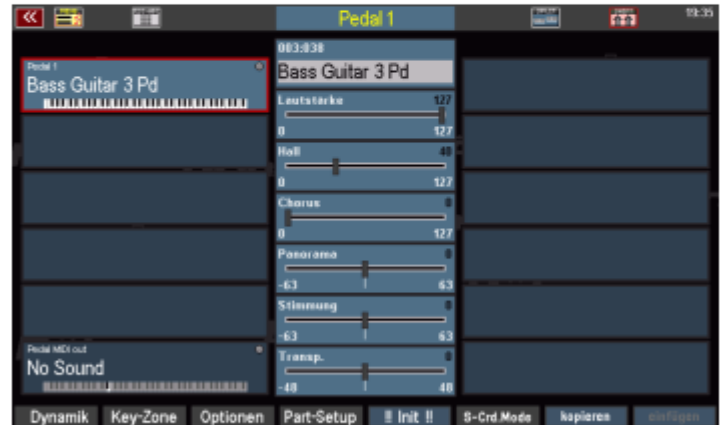 Pedal 1
19:35
Pedal 1
Bass Guitar 3 Pd
003:038
Bass Guitar 3 Pd
Lautstärke 127
0 127
Hall 40
0 127
Chorus 0
0 127
Panorama 0
-63 63
Stimmung 0
-63 63
Transp. 0
-48 48
Pedal MIDI out
No Sound
Dynamik Key-Zone Optionen Part-Setup !! Init !! S-Crd.Mode kopieren einfügen